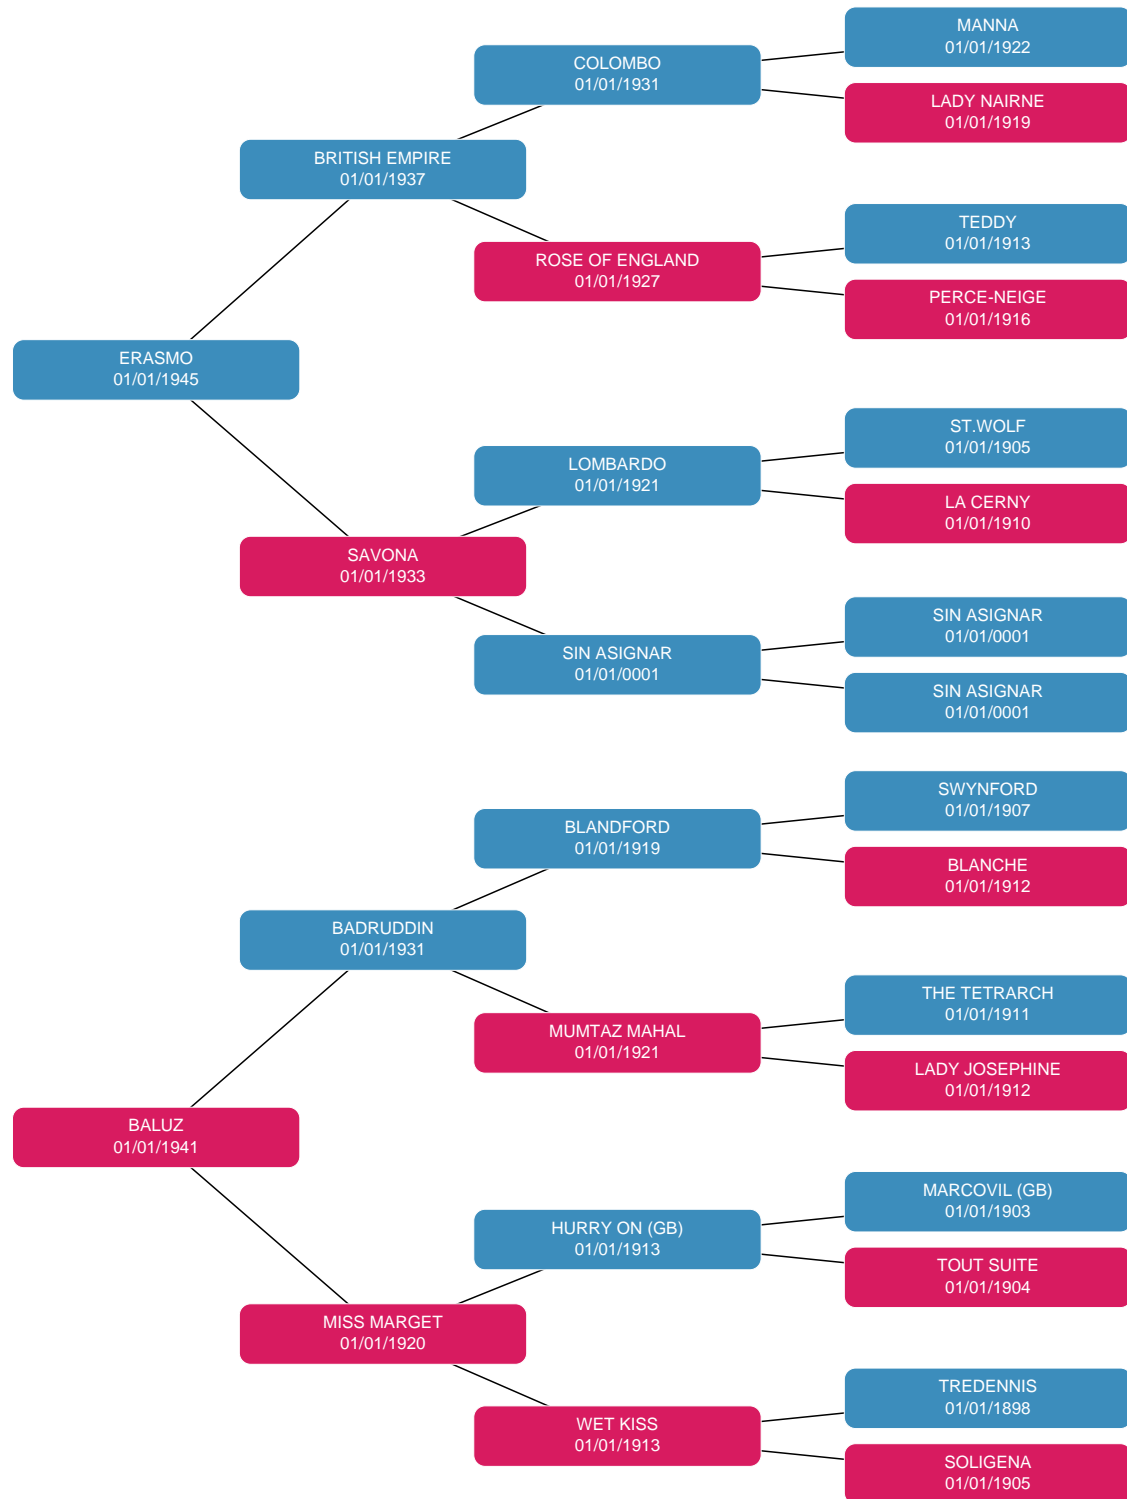 MANNA
01/01/1922
COLOMBO
01/01/1931
LADY NAIRNE
01/01/1919
BRITISH EMPIRE
01/01/1937
TEDDY
01/01/1913
ROSE OF ENGLAND
01/01/1927
PERCE-NEIGE
01/01/1916
ERASMO
01/01/1945
ST.WOLF
01/01/1905
LOMBARDO
01/01/1921
LA CERNY
01/01/1910
SAVONA
01/01/1933
SIN ASIGNAR
01/01/0001
SIN ASIGNAR
01/01/0001
SIN ASIGNAR
01/01/0001
SWYNFORD
01/01/1907
BLANDFORD
01/01/1919
BLANCHE
01/01/1912
BADRUDDIN
01/01/1931
THE TETRARCH
01/01/1911
MUMTAZ MAHAL
01/01/1921
LADY JOSEPHINE
01/01/1912
BALUZ
01/01/1941
MARCOVIL (GB)
01/01/1903
HURRY ON (GB)
01/01/1913
TOUT SUITE
01/01/1904
MISS MARGET
01/01/1920
TREDENNIS
01/01/1898
WET KISS
01/01/1913
SOLIGENA
01/01/1905